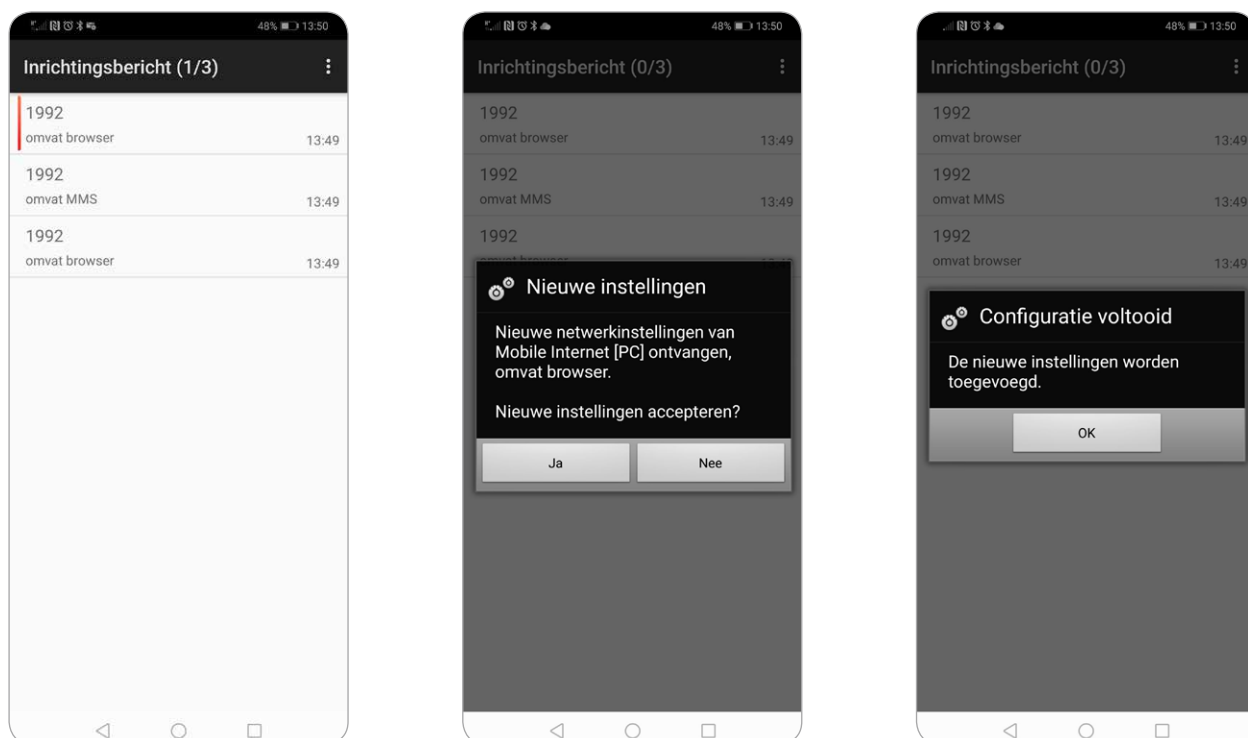 48% 13:50
Inrichtingsbericht (1/3)
1992
omvat browser 13:49
1992
omvat MMS 13:49
1992
omvat browser 13:49
48% 13:50
Inrichtingsbericht (0/3)
1992
omvat browser 13:49
1992
omvat MMS 13:49
1992
Nieuwe instellingen
Nieuwe netwerkinstellingen van
Mobile Internet [PC] ontvangen,
omvat browser.
Nieuwe instellingen accepteren?
Ja Nee
48% 13:50
Inrichtingsbericht (0/3)
1992
omvat browser 13:49
1992
omvat MMS 13:49
1992
omvat browser 13:49
Configuratie voltooid
De nieuwe instellingen worden
toegevoegd.
OK